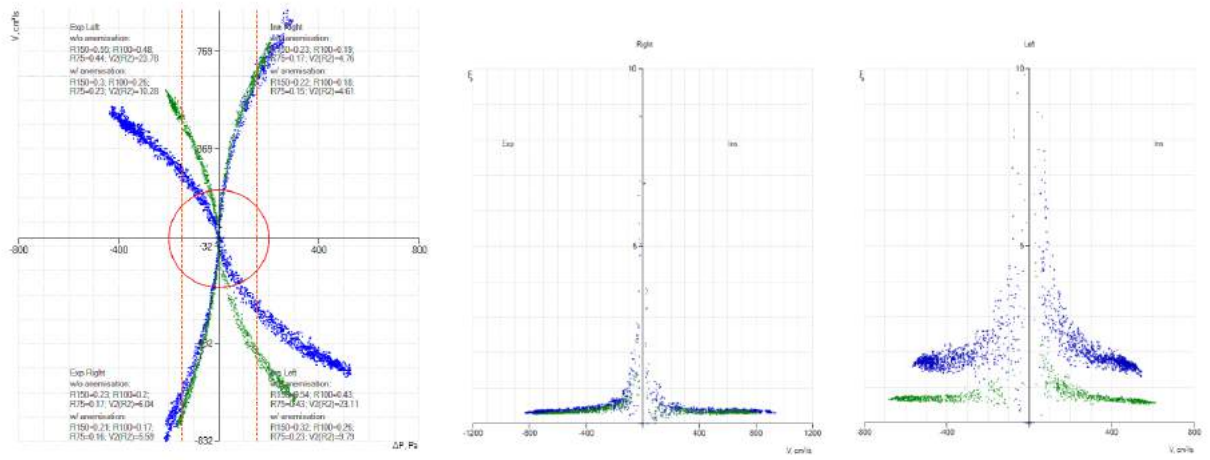 V, cm³/s
Exp Left
w/o anemisation:
R150=0.55; R100=0.48;
R75=0.44; V2(R2)=23.78
w/ anemisation:
R150=0.3; R100=0.26;
R75=0.23; V2(R2)=10.28
Ins Right
w/o anemisation:
R150=0.23; R100=0.19;
R75=0.17; V2(R2)=4.76
w/ anemisation:
R150=0.22; R100=0.18;
R75=0.15; V2(R2)=4.61
769
369
-32
-832
-800
-400
400
800
ΔP, Pa
Exp Right
w/o anemisation:
R150=0.23; R100=0.2;
R75=0.17; V2(R2)=6.04
w/ anemisation:
R150=0.21; R100=0.17;
R75=0.16; V2(R2)=5.59
Left
anemisation:
R150=0.54; R100=0.43;
R75=0.43; V2(R2)=23.11
w/ anemisation:
R150=0.32; R100=0.26;
R75=0.23; V2(R2)=9.79
Right
ξ
10
Exp
Ins
5
-1200
-800
-400
0
400
800
1200
V, cm³/s
Left
ξ
10
Ins
5
-800
-400
0
400
800
V, cm³/s